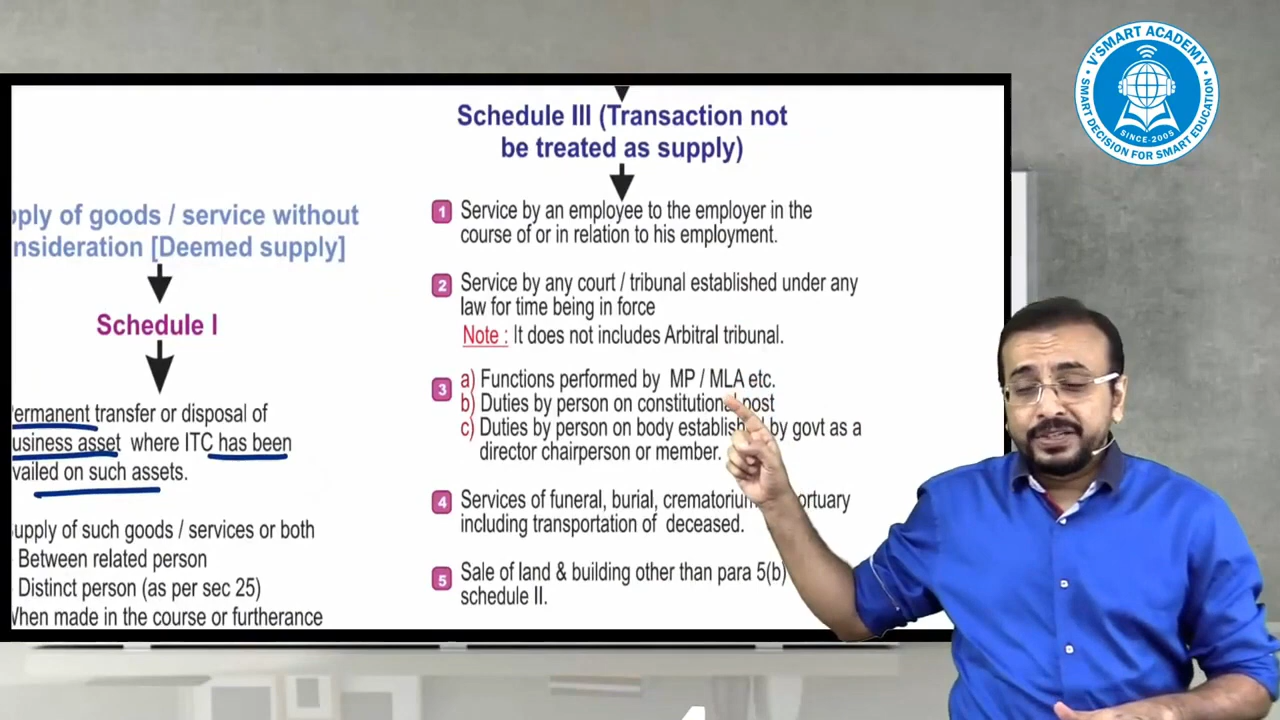 V'SMART ACADEMY
SMART DECISION FOR SMART EDUCATION
SINCE-2005
Schedule III (Transaction not
be treated as supply)
1 Service by an employee to the employer in the
course of or in relation to his employment.
2 Service by any court / tribunal established under any
law for time being in force
Note : It does not includes Arbitral tribunal.
3 a) Functions performed by MP / MLA etc.
b) Duties by person on constitutional post
c) Duties by person on body established by govt as a
director chairperson or member.
4 Services of funeral, burial, crematorium ortuary
including transportation of deceased.
5 Sale of land & building other than para 5(b)
schedule II.
pply of goods / service without
nsideration [Deemed supply]
Schedule I
ermanent transfer or disposal of
usiness asset where ITC has been
vailed on such assets.
upply of such goods / services or both
Between related person
Distinct person (as per sec 25)
When made in the course or furtherance